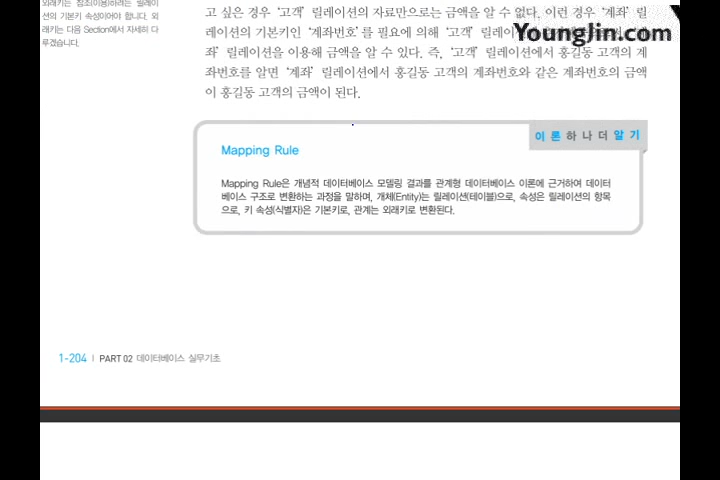 외래키는 참조(이용)하려는 릴레이
션의 기본키 속성이어야 합니다. 외
래키는 다음 Section에서 자세히 다
루겠습니다.
고 싶은 경우 ‘고객’ 릴레이션의 자료만으로는 금액을 알 수 없다. 이런 경우 ‘계좌’ 릴
레이션의 기본키인 ‘계좌번호’를 필요에 의해 ‘고객’ 릴레이
좌’ 릴레이션을 이용해 금액을 알 수 있다. 즉, ‘고객’ 릴레이션에서 홍길동 고객의 계
좌번호를 알면 ‘계좌’ 릴레이션에서 홍길동 고객의 계좌번호와 같은 계좌번호의 금액
이 홍길동 고객의 금액이 된다.
YoungJin.com
이론 하나 더 알기
Mapping Rule
Mapping Rule은 개념적 데이터베이스 모델링 결과를 관계형 데이터베이스 이론에 근거하여 데이터
베이스 구조로 변환하는 과정을 말하며, 개체(Entity)는 릴레이션(테이블)으로, 속성은 릴레이션의 항목
으로, 키 속성(식별자)은 기본키로, 관계는 외래키로 변환된다.
1-204 | PART 02 데이터베이스 실무기초